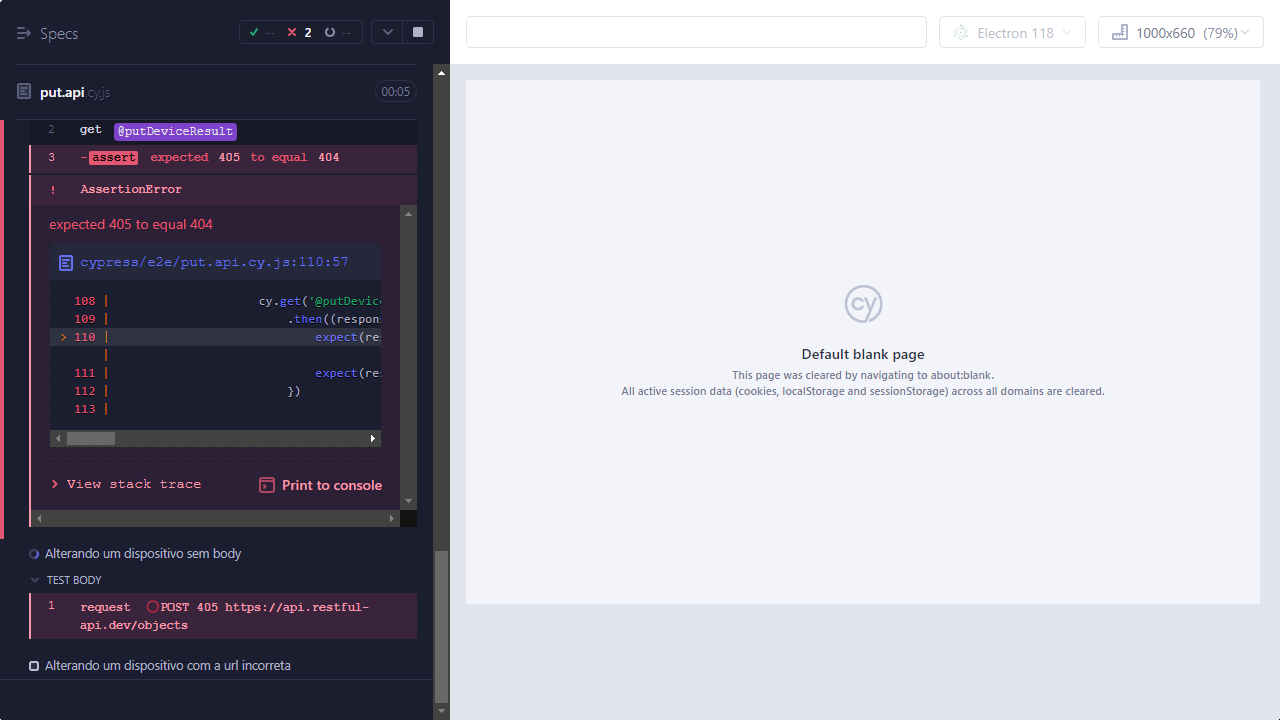 Specs
-- 2 --
Electron 118
1000x660 (79%)
put.api.cy.js
00:05
2 get @putDeviceResult
3 -assert expected 405 to equal 404
! AssertionError
expected 405 to equal 404
cypress/e2e/put.api.cy.js:110:57
108 | cy.get('@putDevic
109 | .then((respon
> 110 | expect(re
|
111 | expect(re
112 | })
113 |
> View stack trace
Print to console
Alterando um dispositivo sem body
TEST BODY
1 request POST 405 https://api.restful-
api.dev/objects
Alterando um dispositivo com a url incorreta
cy
Default blank page
This page was cleared by navigating to about:blank.
All active session data (cookies, localStorage and sessionStorage) across all domains are cleared.